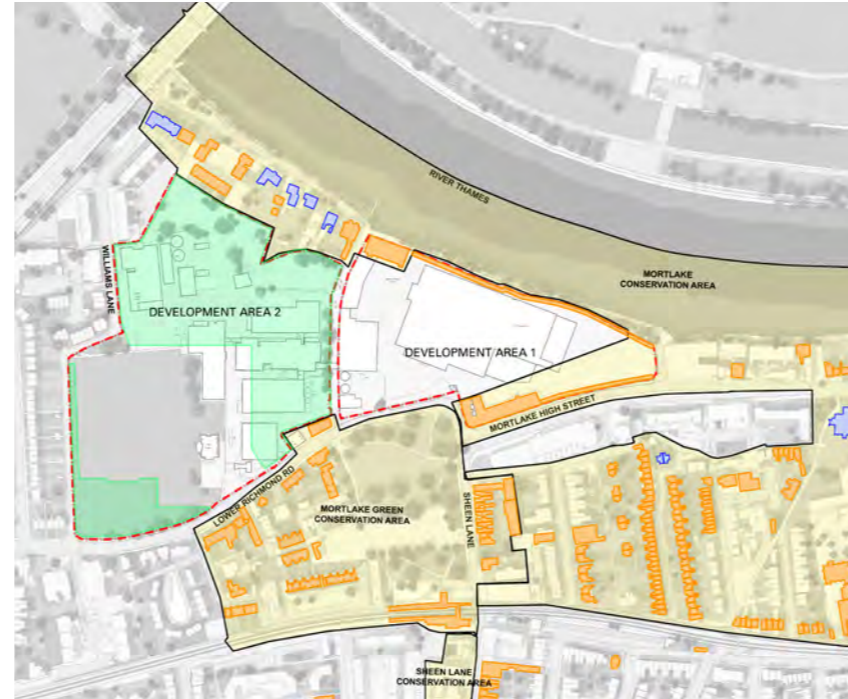 RIVER THAMES
MORTLAKE
CONSERVATION AREA
WILLIAMS LANE
DEVELOPMENT AREA 2
DEVELOPMENT AREA 1
MORTLAKE HIGH STREET
LOWER RICHMOND RD
MORTLAKE GREEN
CONSERVATION AREA
SHEEN LANE
SHEEN LANE
CONSERVATION AREA